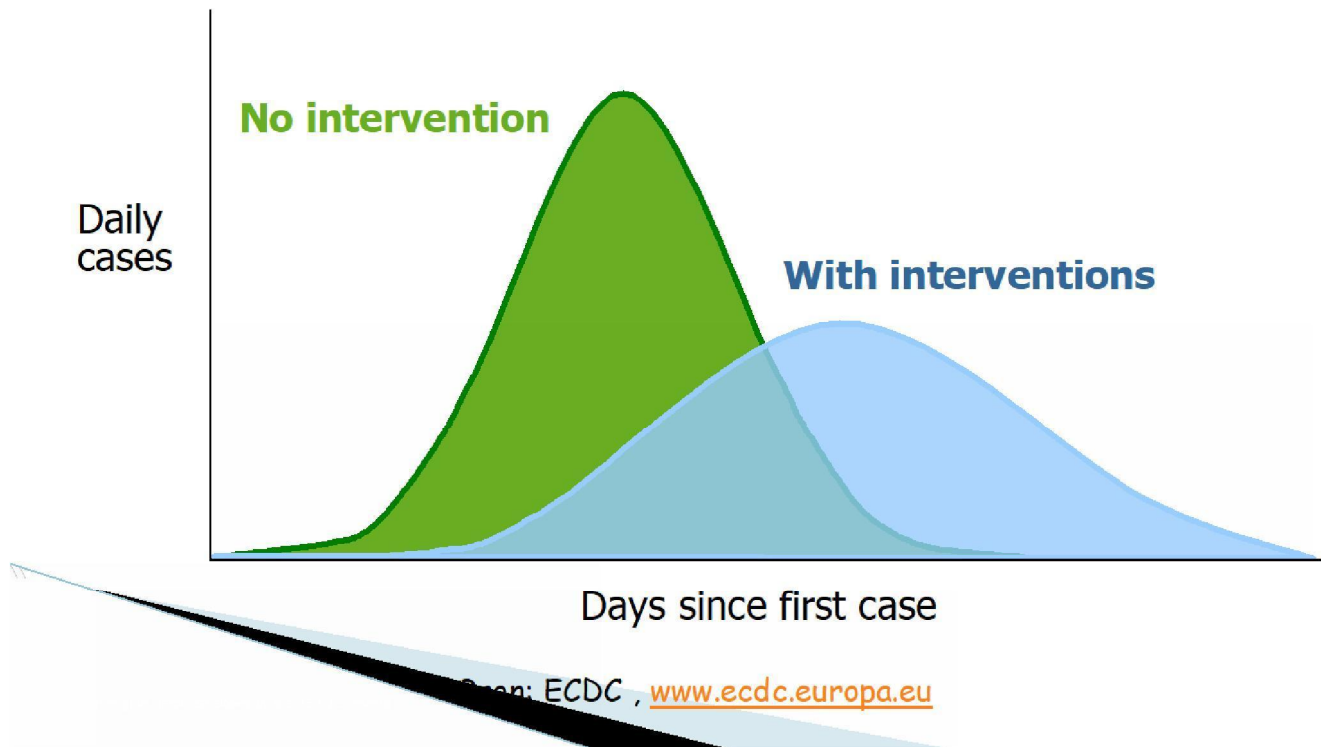 No intervention
Daily
cases
With interventions
Days since first case
ECDC , www.ecdc.europa.eu